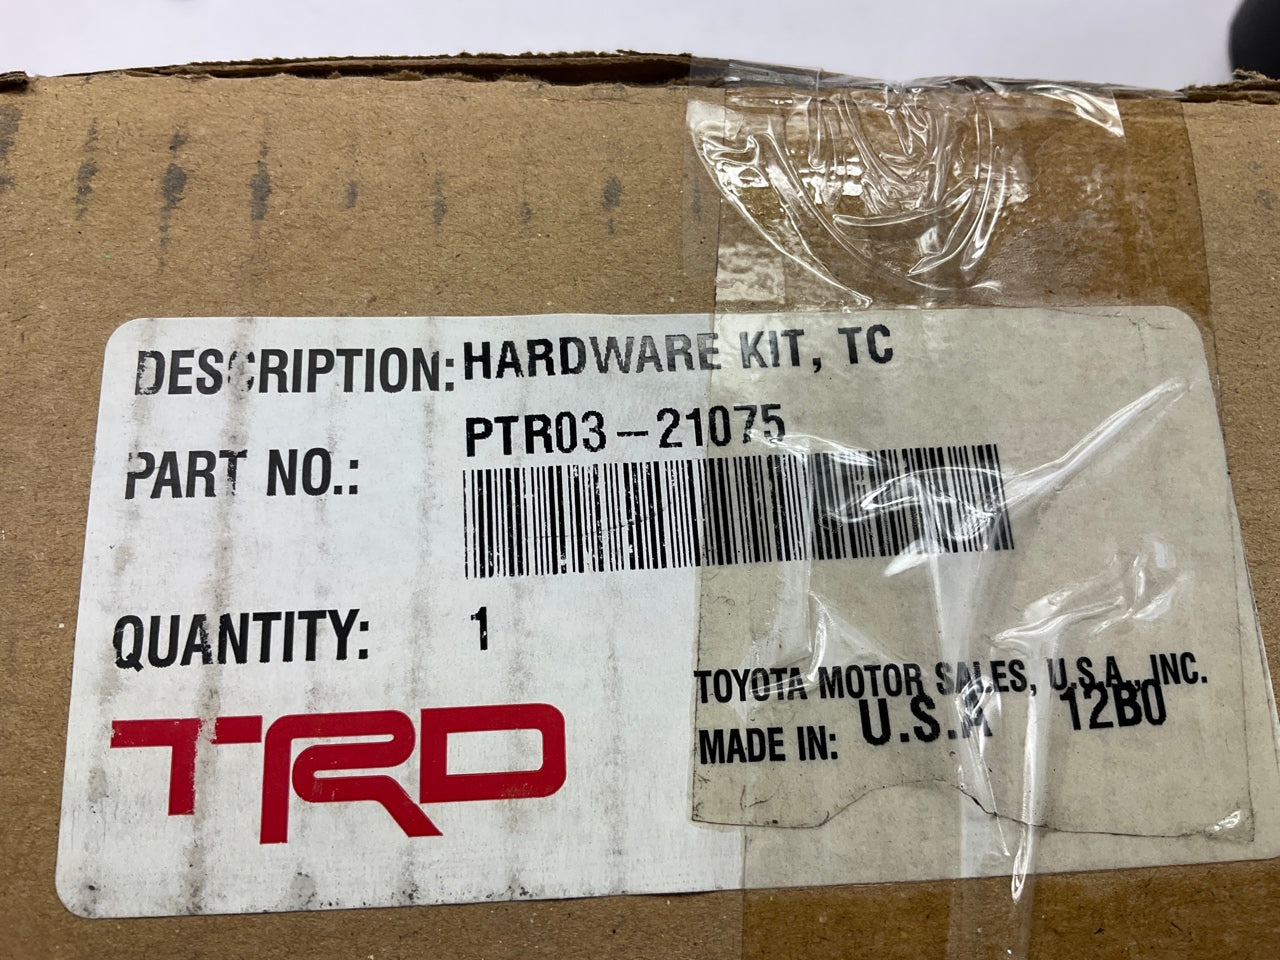 DESCRIPTION: HARDWARE KIT, TC
PART NO.: PTR03-21075
QUANTITY: 1
TRD
TOYOTA MOTOR SALES, U.S.A., INC.
MADE IN: U.S.A 12B0